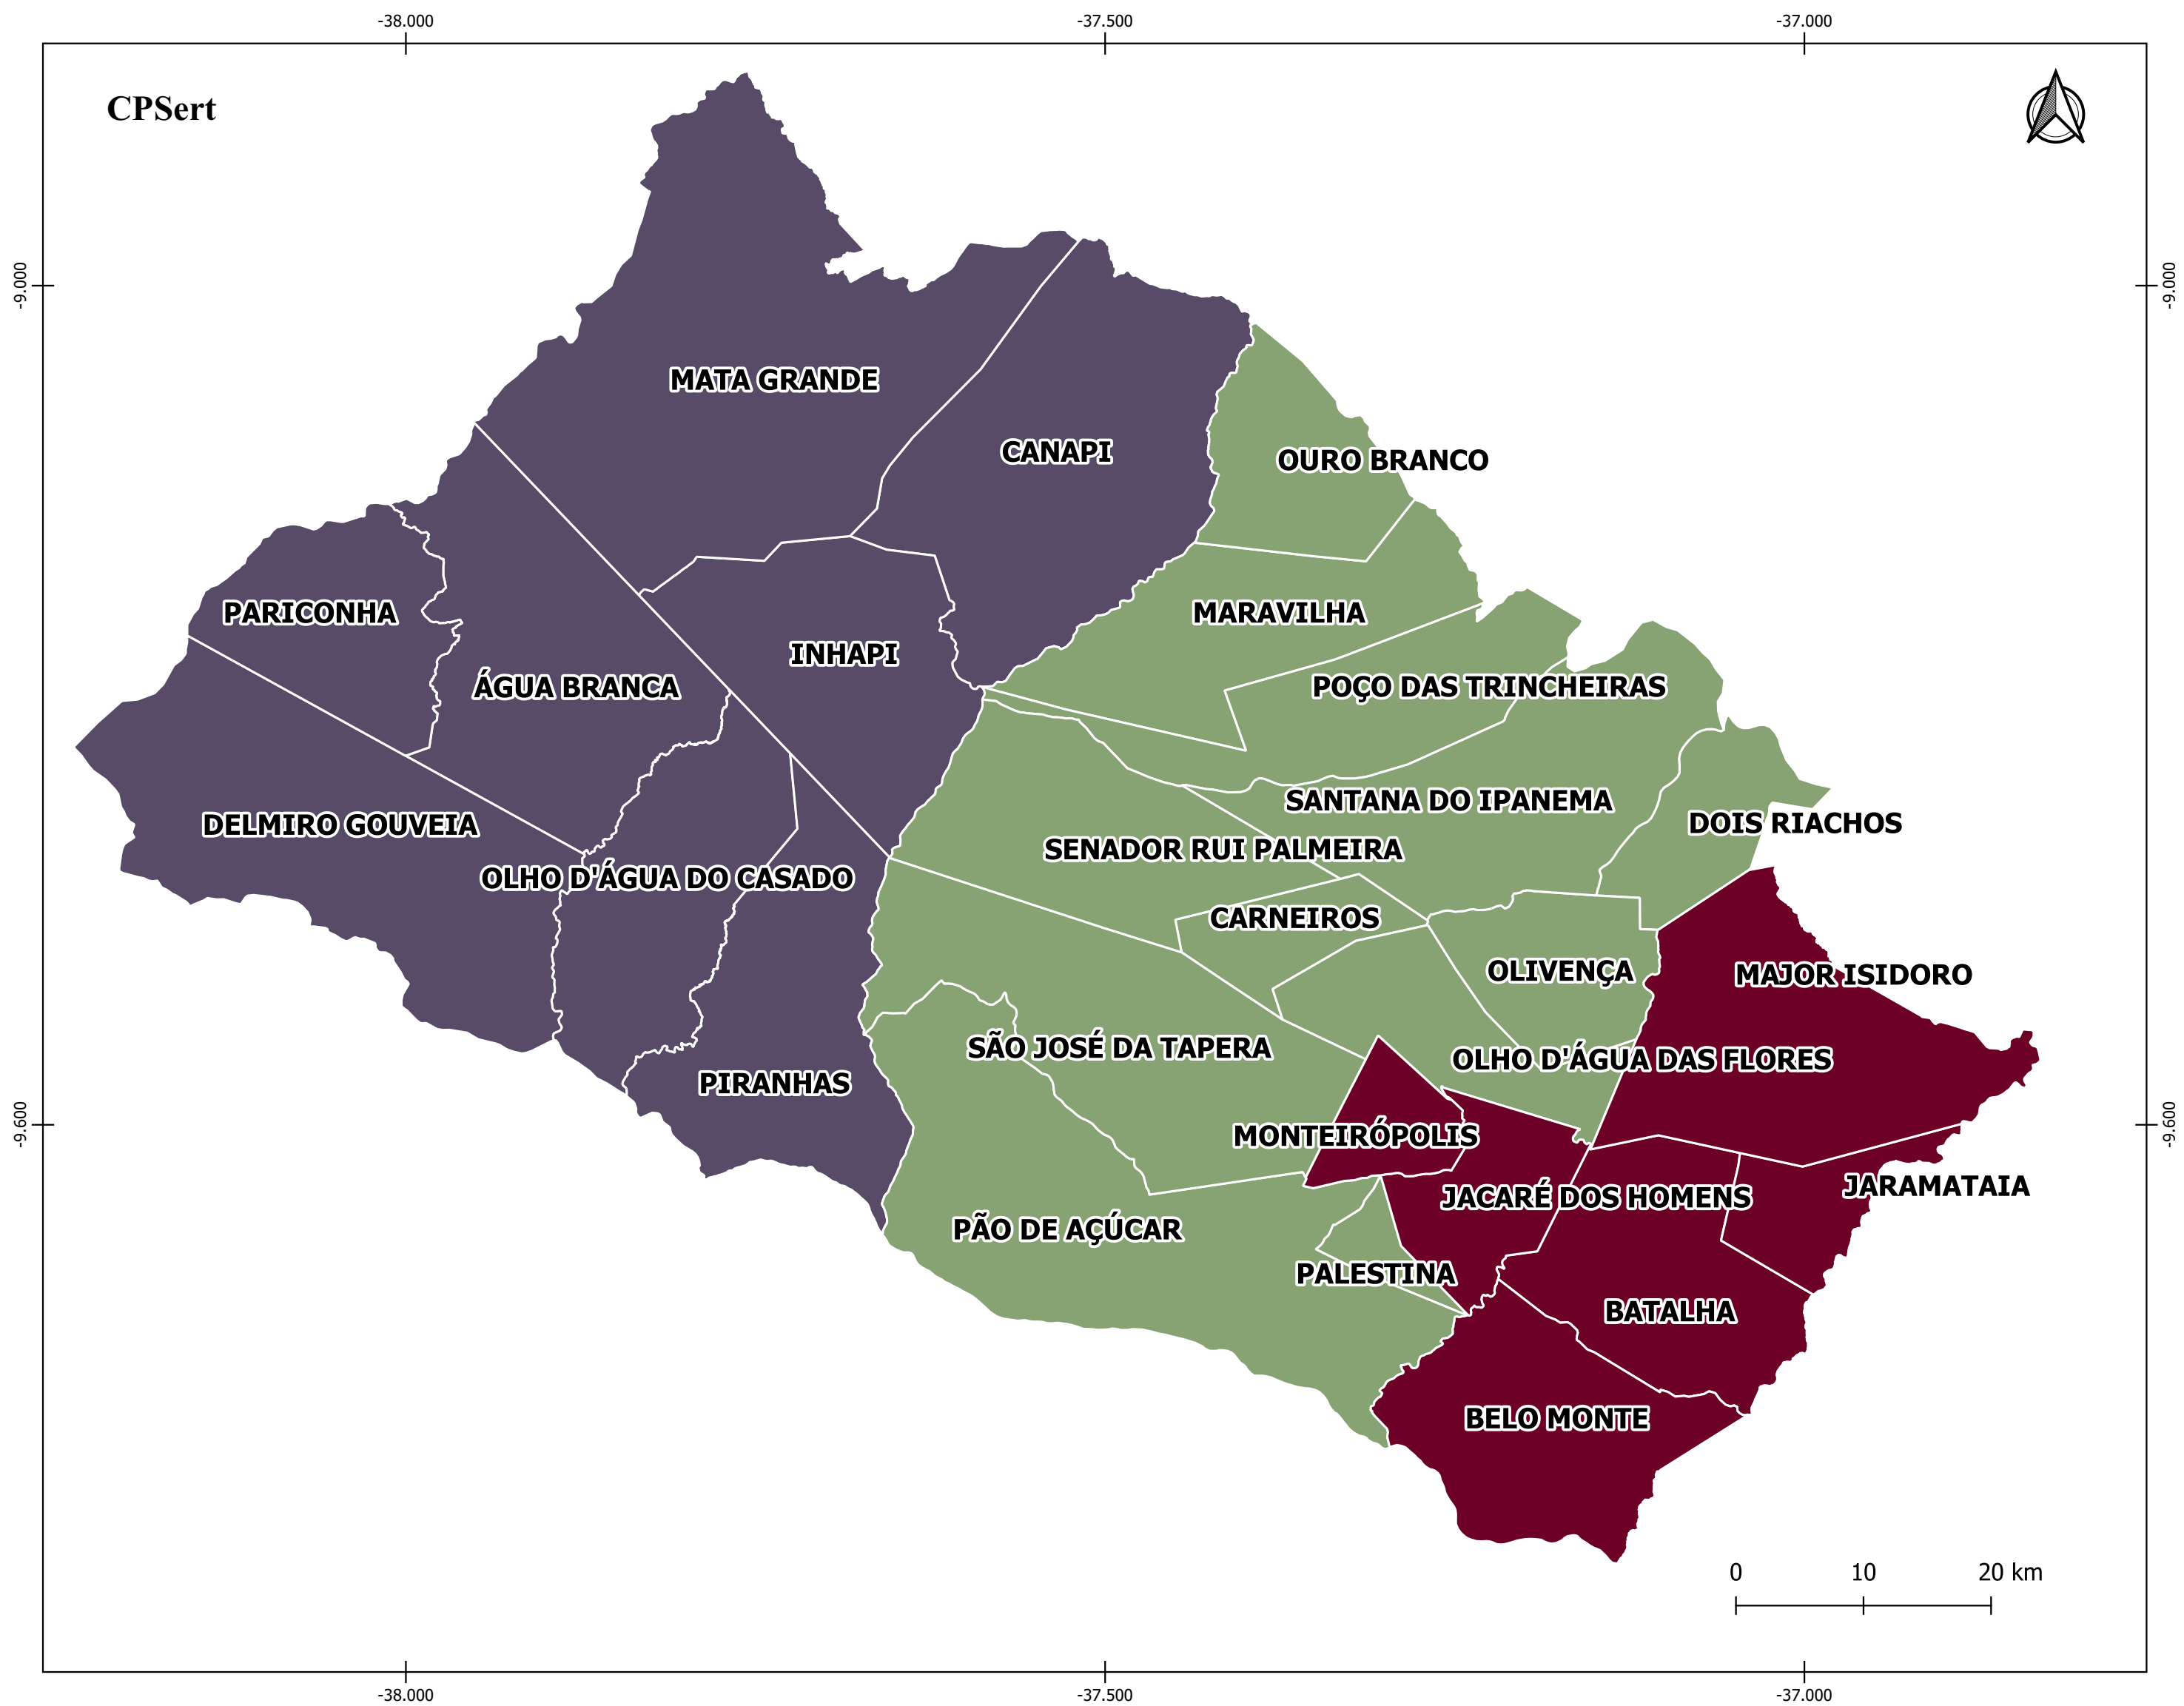 -38.000
-37.500
-37.000
CPSert
-9.000
-9.000
MATA GRANDE
CANAPI
OURO BRANCO
PARICONHA
MARAVILHA
INHAPI
ÁGUA BRANCA
POÇO DAS TRINCHEIRAS
SANTANA DO IPANEMA
DELMIRO GOUVEIA
DOIS RIACHOS
SENADOR RUI PALMEIRA
OLHO D'ÁGUA DO CASADO
CARNEIROS
OLIVENÇA
MAJOR ISIDORO
SÃO JOSÉ DA TAPERA
OLHO D'ÁGUA DAS FLORES
PIRANHAS
-9.600
-9.600
MONTEIRÓPOLIS
JARAMATAIA
JACARÉ DOS HOMENS
PÃO DE AÇÚCAR
PALESTINA
BATALHA
BELO MONTE
0 10 20 km
-38.000
-37.500
-37.000